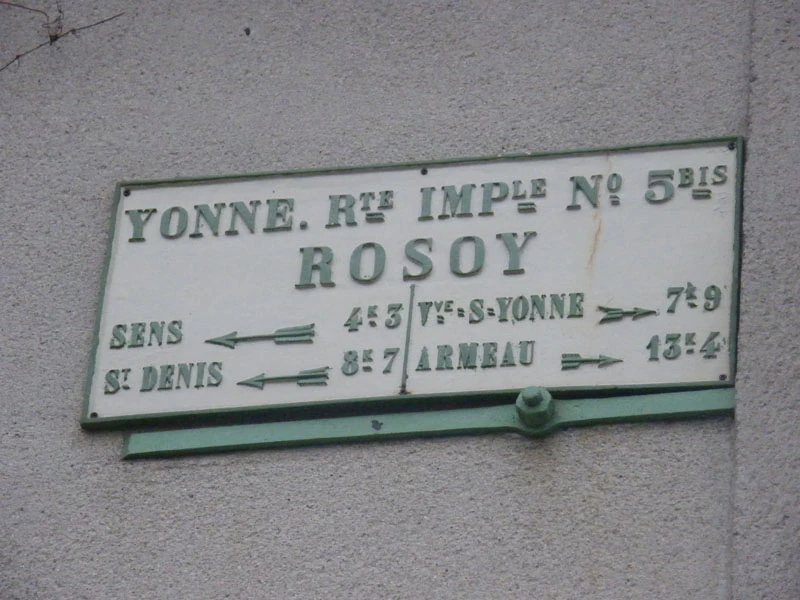 YONNE. RTE IMPLE NO 5BIS
ROSOY
SENS 4K3
ST DENIS 8K7
VVE-S-YONNE 7K9
ARMEAU 13K4